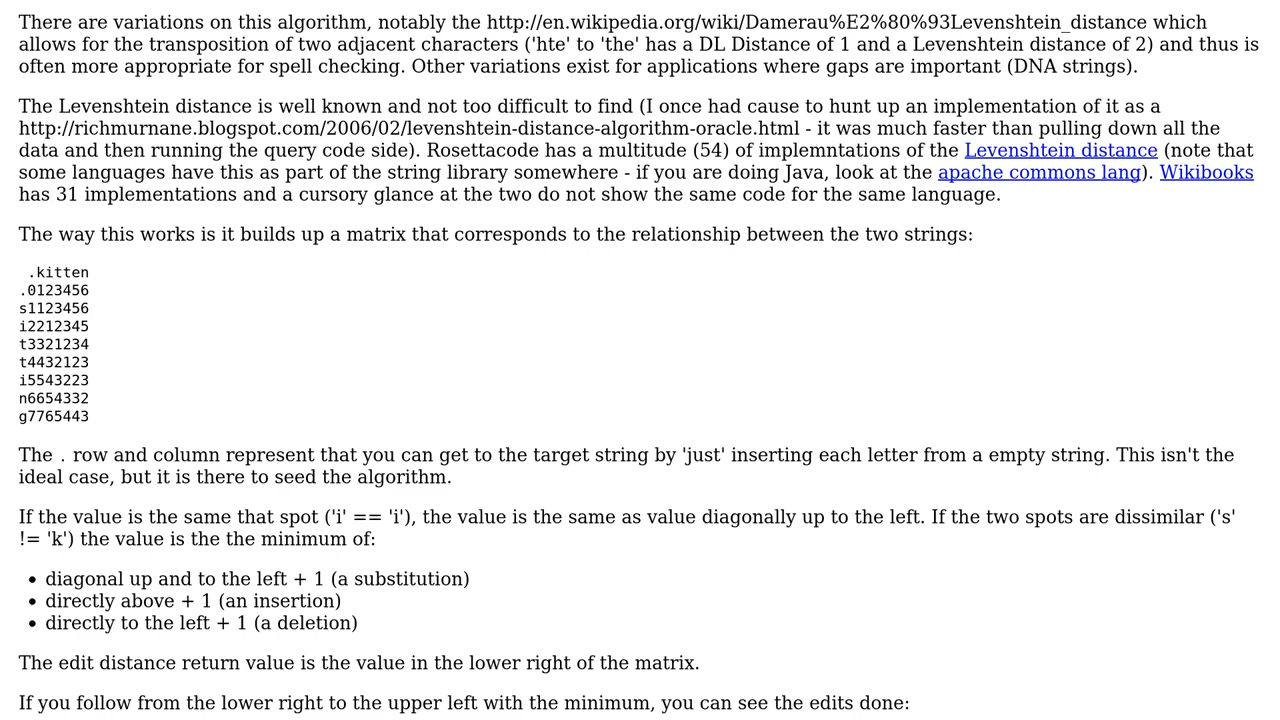 There are variations on this algorithm, notably the http://en.wikipedia.org/wiki/Damerau%E2%80%93Levenshtein_distance which
allows for the transposition of two adjacent characters ('hte' to 'the' has a DL Distance of 1 and a Levenshtein distance of 2) and thus is
often more appropriate for spell checking. Other variations exist for applications where gaps are important (DNA strings).
The Levenshtein distance is well known and not too difficult to find (I once had cause to hunt up an implementation of it as a
http://richmurnane.blogspot.com/2006/02/levenshtein-distance-algorithm-oracle.html - it was much faster than pulling down all the
data and then running the query code side). Rosettacode has a multitude (54) of implemntations of the Levenshtein distance (note that
some languages have this as part of the string library somewhere - if you are doing Java, look at the apache commons lang). Wikibooks
has 31 implementations and a cursory glance at the two do not show the same code for the same language.
The way this works is it builds up a matrix that corresponds to the relationship between the two strings:
.kitten
.0123456
s1123456
i2212345
t3321234
t4432123
i5543223
n6654332
g7765443
The . row and column represent that you can get to the target string by 'just' inserting each letter from a empty string. This isn't the
ideal case, but it is there to seed the algorithm.
If the value is the same that spot ('i' == 'i'), the value is the same as value diagonally up to the left. If the two spots are dissimilar ('s'
!= 'k') the value is the the minimum of:
• diagonal up and to the left + 1 (a substitution)
• directly above + 1 (an insertion)
• directly to the left + 1 (a deletion)
The edit distance return value is the value in the lower right of the matrix.
If you follow from the lower right to the upper left with the minimum, you can see the edits done: